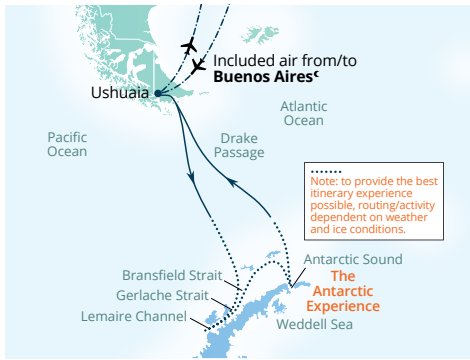 Included air from/to
Buenos Aires
Ushuaia
Atlantic
Ocean
Pacific
Ocean
Drake
Passage
Note: to provide the best
itinerary experience
possible, routing/activity
dependent on weather
and ice conditions.
Antarctic Sound
Bransfield Strait
The
Antarctic
Experience
Gerlache Strait
Lemaire Channel
Weddell Sea